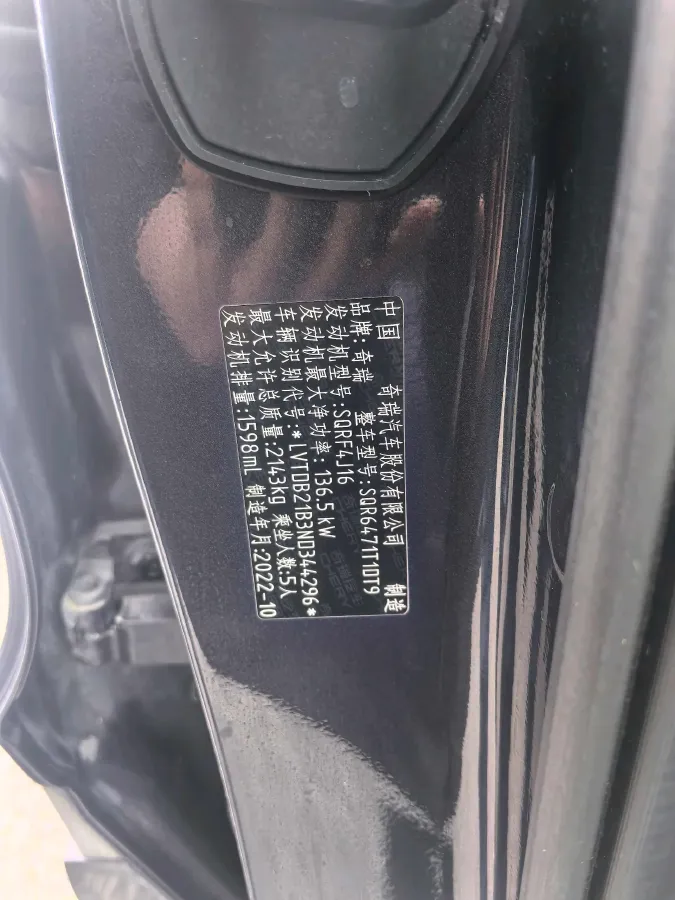 中国 奇瑞汽车股份有限公司 制造
品牌:奇瑞 整车型号:SQR6471T1DT9
发动机型号:SQRF4J16
发动机最大净功率:136.5kW
车辆识别代号:*LVTDB21B3ND344296*
最大允许总质量:2143kg 乘坐人数:5人
发动机排量:1598mL 制造年月:2022-10